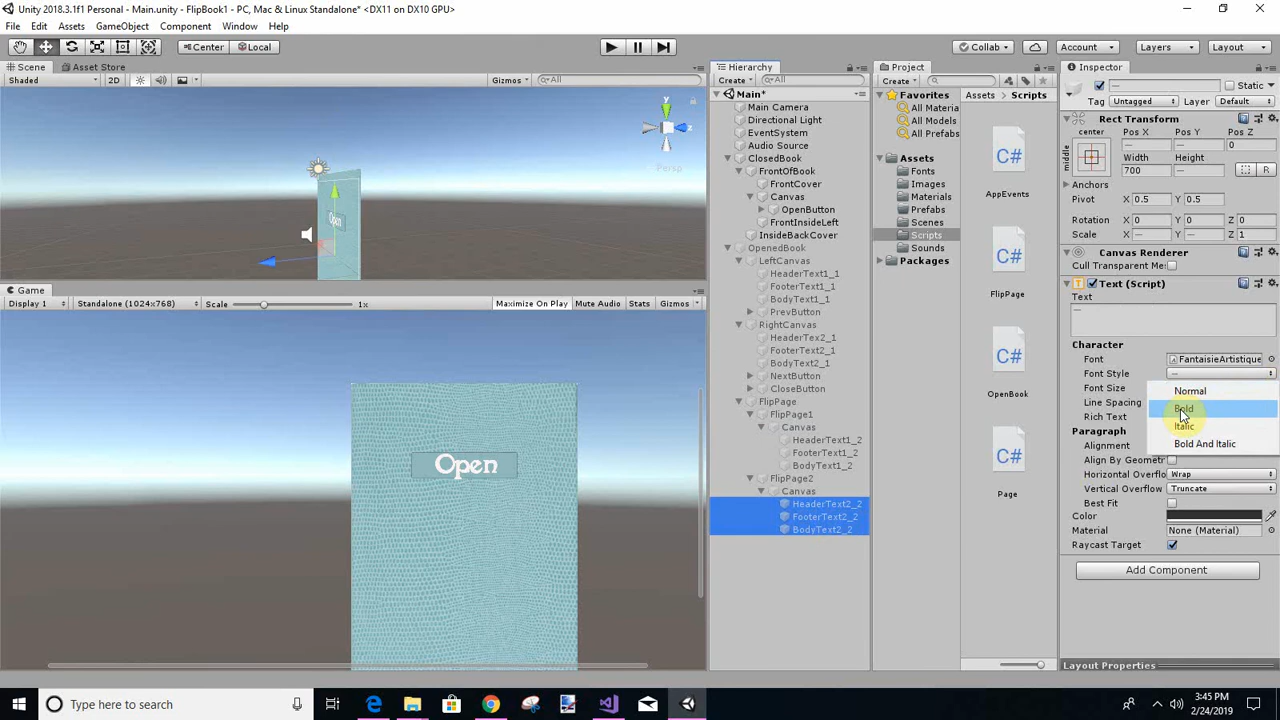 Unity 2018.3.1f1 Personal - Main.unity - FlipBook1 - PC, Mac & Linux Standalone* <DX11 on DX10 GPU>
File Edit Assets GameObject Component Window Help
Center Local Collab Account Layers Layout
Scene Asset Store
Shaded 2D Gizmos All
Persp
Open
Game
Display 1 Standalone (1024x768) Scale 1x Maximize On Play Mute Audio Stats Gizmos
Open
Hierarchy
Create All
Main*
Main Camera
Directional Light
EventSystem
Audio Source
ClosedBook
FrontOfBook
FrontCover
Canvas
OpenButton
FrontInsideLeft
InsideBackCover
OpenedBook
LeftCanvas
HeaderText1_1
FooterText1_1
BodyText1_1
PrevButton
RightCanvas
HeaderTex2_1
FooterText2_1
BodyText2_1
NextButton
CloseButton
FlipPage
FlipPage1
Canvas
HeaderText1_2
FooterText1_2
BodyText1_2
FlipPage2
Canvas
HeaderText2_2
FooterText2_2
BodyText2_2
Project
Create
Favorites
All Materia
All Models
All Prefabs
Assets
Fonts
Images
Materials
Prefabs
Scenes
Scripts
Sounds
Packages
Assets Scripts
C#
AppEvents
C#
FlipPage
C#
OpenBook
C#
Page
Inspector
— Static
Tag Untagged Layer Default
Rect Transform
center Pos X Pos Y Pos Z
middle — — 0
Width Height
700 —
R
Anchors
Pivot X 0.5 Y 0.5
Rotation X 0 Y 0 Z 0
Scale X 1 Y 1 Z 1
Canvas Renderer
Cull Transparent Me
Text (Script)
Text
—
Character
Font FantaisieArtistique
Font Style —
Font Size
Line Spacing
Rich Text
Normal
Bold
Italic
Bold And Italic
Paragraph
Alignment
Align By Geometr
Horizontal Overflo Wrap
Vertical Overflow Truncate
Best Fit
Color
Material None (Material)
Raycast Target
Add Component
Layout Properties
Type here to search
3:45 PM
2/24/2019